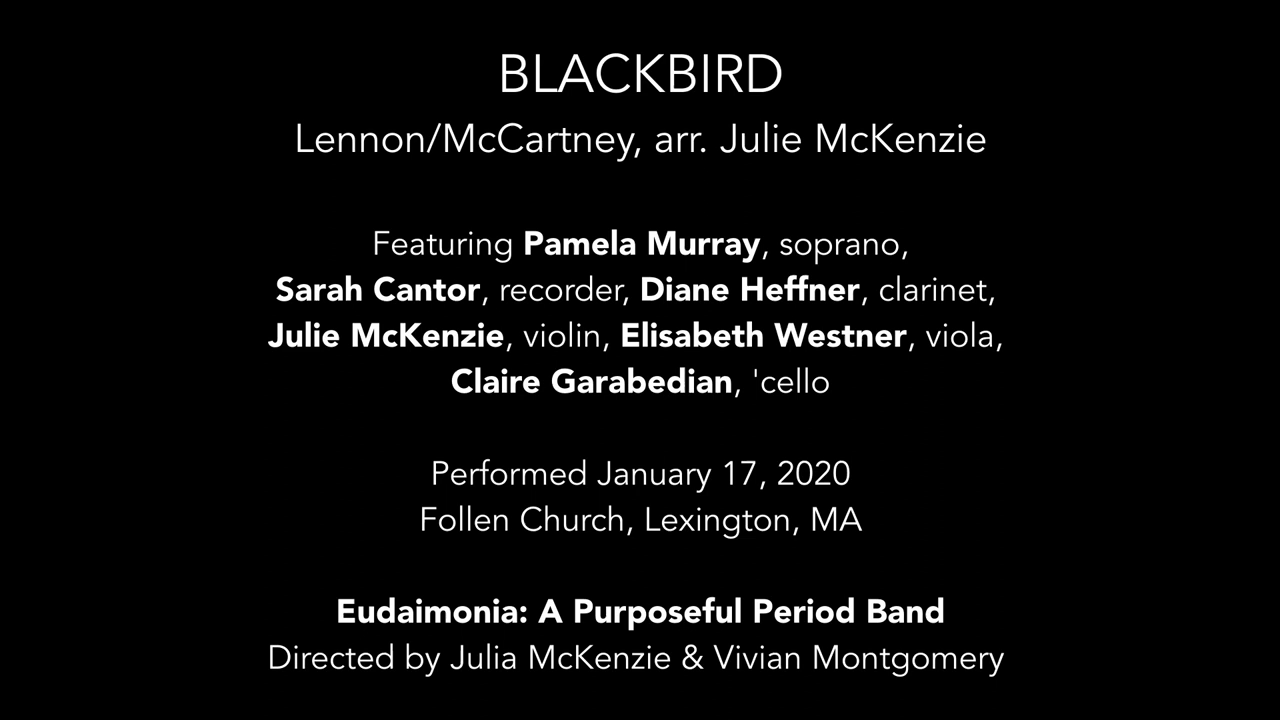 BLACKBIRD
Lennon/McCartney, arr. Julie McKenzie
Featuring Pamela Murray, soprano,
Sarah Cantor, recorder, Diane Heffner, clarinet,
Julie McKenzie, violin, Elisabeth Westner, viola,
Claire Garabedian, 'cello
Performed January 17, 2020
Follen Church, Lexington, MA
Eudaimonia: A Purposeful Period Band
Directed by Julia McKenzie & Vivian Montgomery